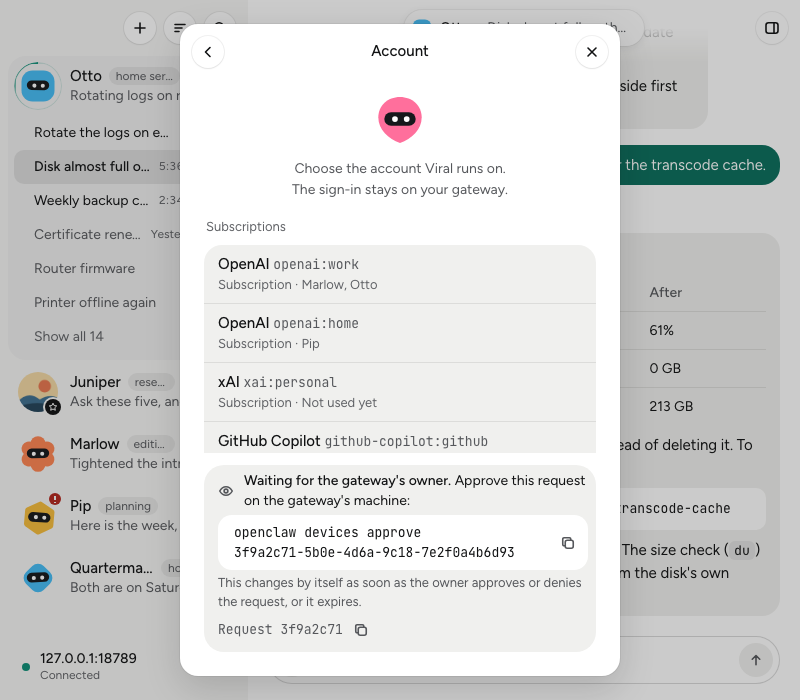 Account
Choose the account Viral runs on.
The sign-in stays on your gateway.
Subscriptions
OpenAI openai:work
Subscription · Marlow, Otto
OpenAI openai:home
Subscription · Pip
xAI xai:personal
Subscription · Not used yet
GitHub Copilot github-copilot:github
Waiting for the gateway's owner. Approve this request
on the gateway's machine:
openclaw devices approve
3f9a2c71-5b0e-4d6a-9c18-7e2f0a4b6d93
This changes by itself as soon as the owner approves or denies
the request, or it expires.
Request 3f9a2c71
Otto home ser...
Rotating logs on
Rotate the logs on e...
Disk almost full o... 5:36
Weekly backup c... 2:34
Certificate rene... Yeste
Router firmware
Printer offline again
Show all 14
Juniper rese...
Ask these five, an
Marlow editi...
Tightened the intr
Pip planning
Here is the week,
Quarterma... ho
Both are on Satur
127.0.0.1:18789
Connected
side first
the transcode cache.
After
61%
0 GB
213 GB
ead of deleting it. To
transcode-cache
The size check ( du )
m the disk's own